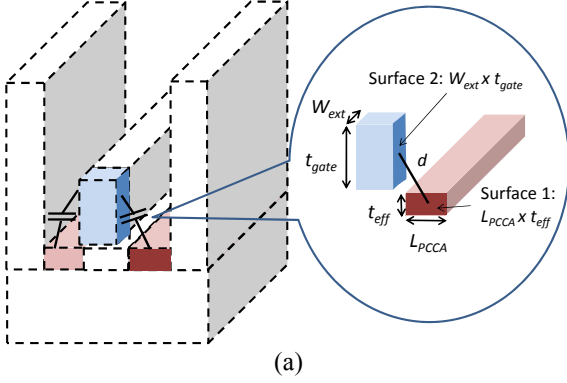 Surface 2: W_ext x t_gate
W_ext
t_gate
d
t_eff
Surface 1:
L_PCCA x t_eff
L_PCCA
(a)